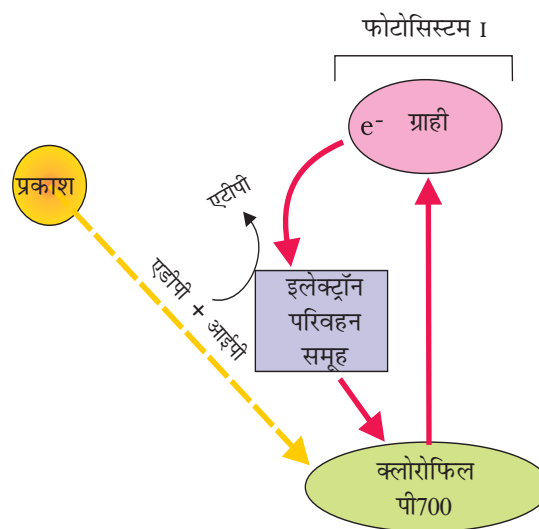 फोटोसिस्टम I
e- ग्राही
प्रकाश
एटीपी
एडीपी + आईपी
इलेक्ट्रॉन
परिवहन
समूह
क्लोरोफिल
पी700